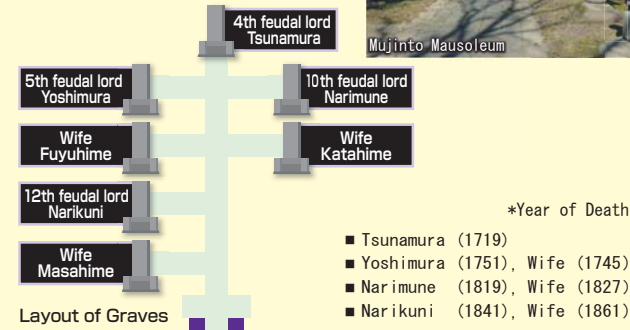 4th feudal lord
Tsunamura
Mujinto Mausoleum
5th feudal lord
Yoshimura
10th feudal lord
Narimune
Wife
Fuyuhime
Wife
Katahime
12th feudal lord
Narikuni
Wife
Masahime
Layout of Graves
*Year of Death
■ Tsunamura (1719)
■ Yoshimura (1751), Wife (1745)
■ Narimune (1819), Wife (1827)
■ Narikuni (1841), Wife (1861)